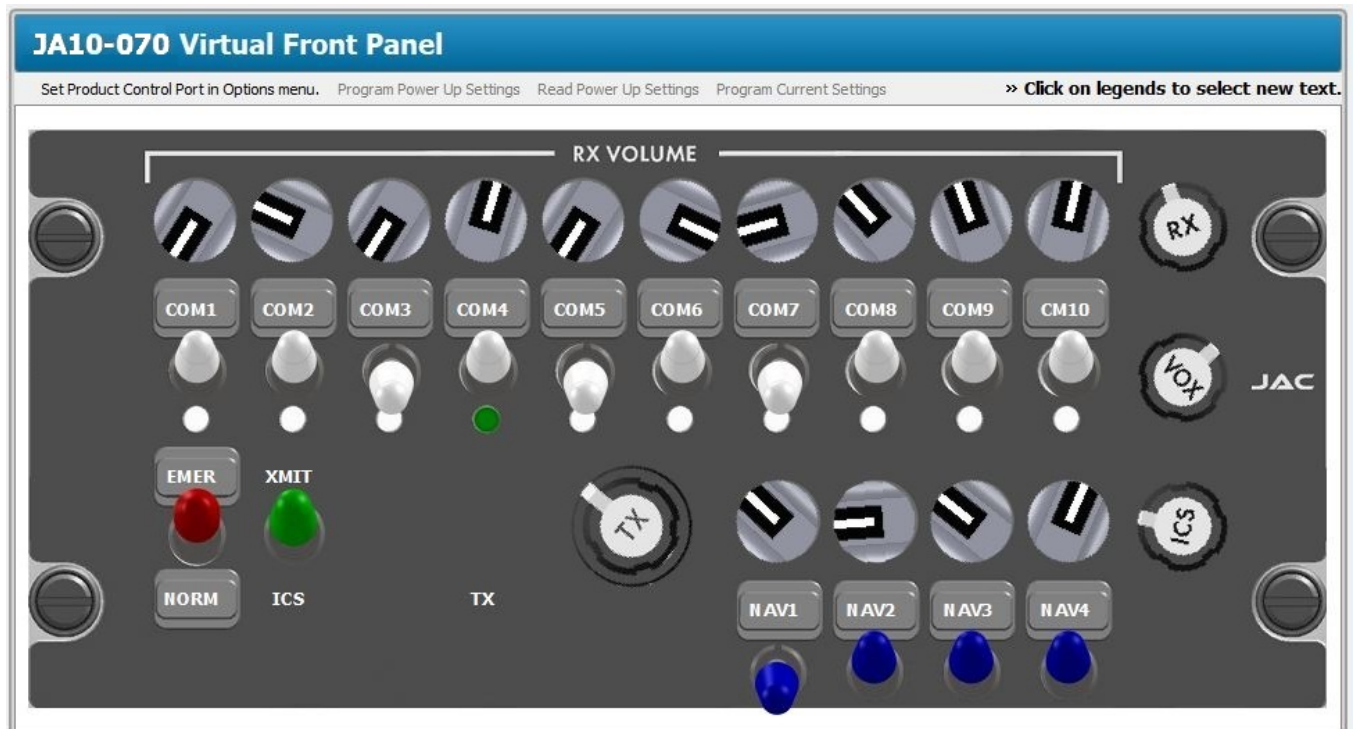 JA10-070 Virtual Front Panel
Set Product Control Port in Options menu. Program Power Up Settings Read Power Up Settings Program Current Settings » Click on legends to select new text.
RX VOLUME
RX
COM1 COM2 COM3 COM4 COM5 COM6 COM7 COM8 COM9 CM10
VOX JAC
EMER XMIT
TX ICS
NORM ICS TX NAV1 NAV2 NAV3 NAV4